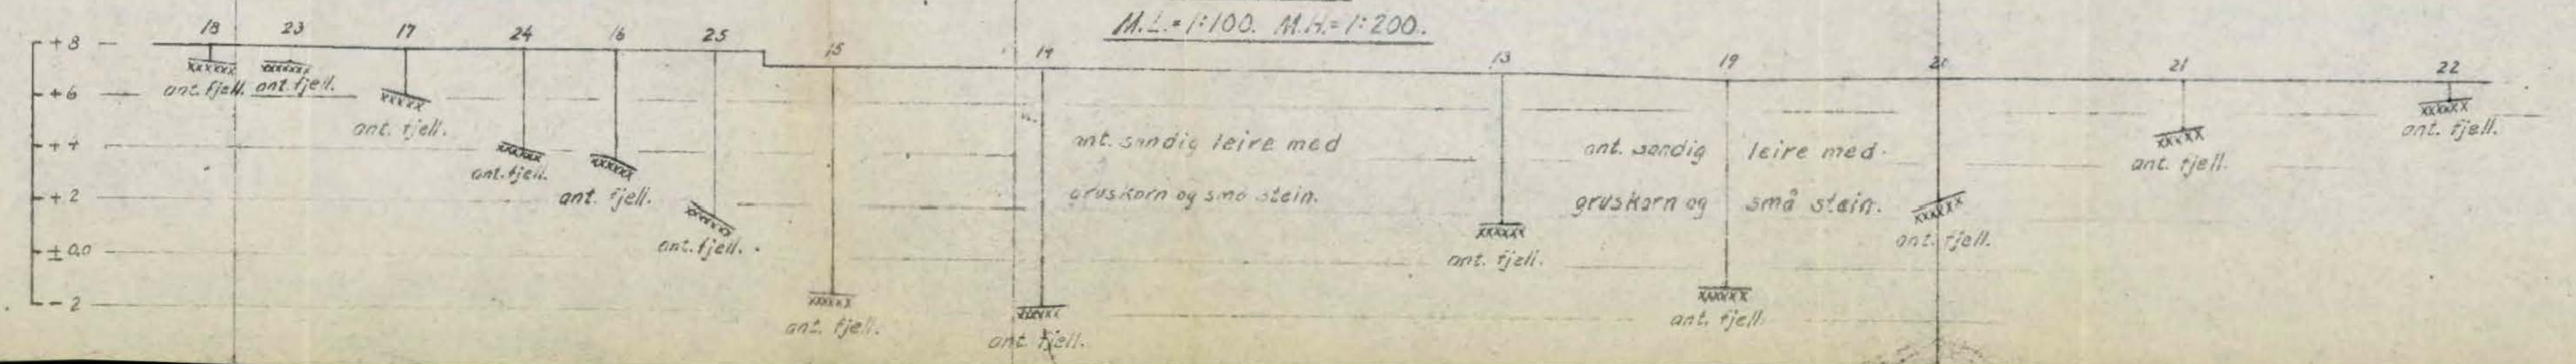 M.L.= 1:100. M.H.= 1:200.
18 23 17 24 16 25 15 14 13 19 20 21 22
+8
+6
+4
+2
± 0,0
- 2
ant. fjell. ant. fjell.
ant. fjell.
ant. fjell.
ant. fjell.
ant. fjell.
ant. fjell.
ant. fjell.
ant. sandig leire med
gruskorn og små stein.
ant. fjell.
ant. sandig leire med
gruskorn og små stein.
ant. fjell.
ant. fjell.
ant. fjell.
ant. fjell.